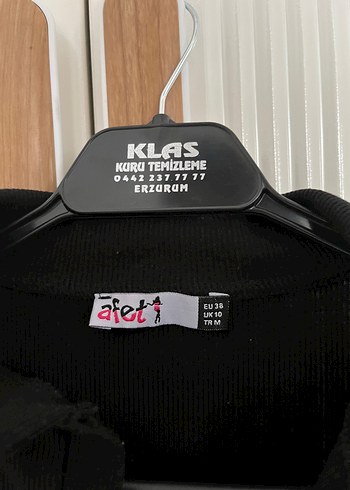 KLAS
KURU TEMİZLEME
0442 237 77 77
ERZURUM
afet
EU 38
UK 10
TR M